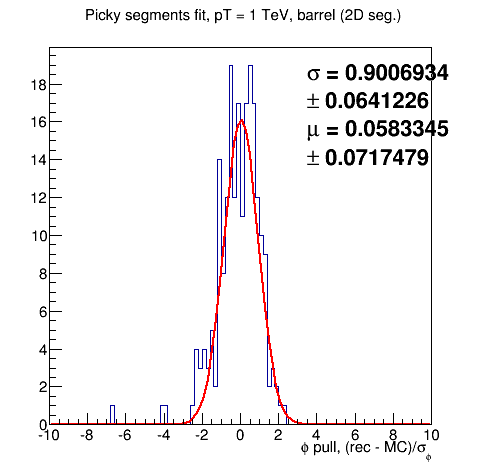 Picky segments fit, pT = 1 TeV, barrel (2D seg.)
σ = 0.9006934
± 0.0641226
μ = 0.0583345
± 0.0717479
18
16
14
12
10
8
6
4
2
0
-10 -8 -6 -4 -2 0 2 4 6 8 10
ϕ pull, (rec - MC)/σϕ